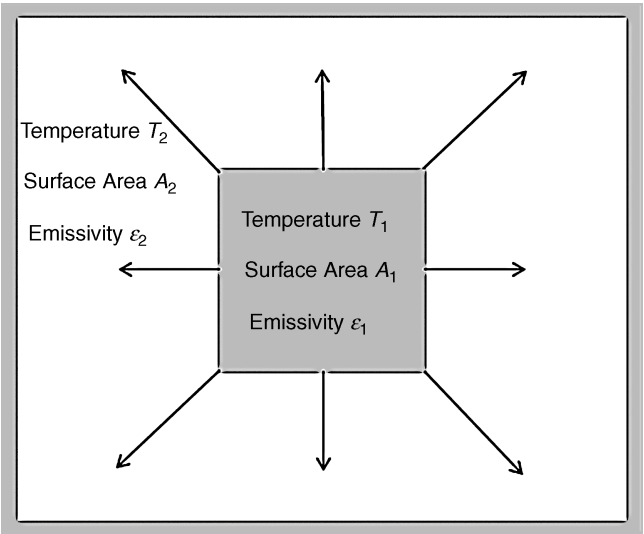 Temperature T₂
Surface Area A₂
Emissivity ε₂
Temperature T₁
Surface Area A₁
Emissivity ε₁